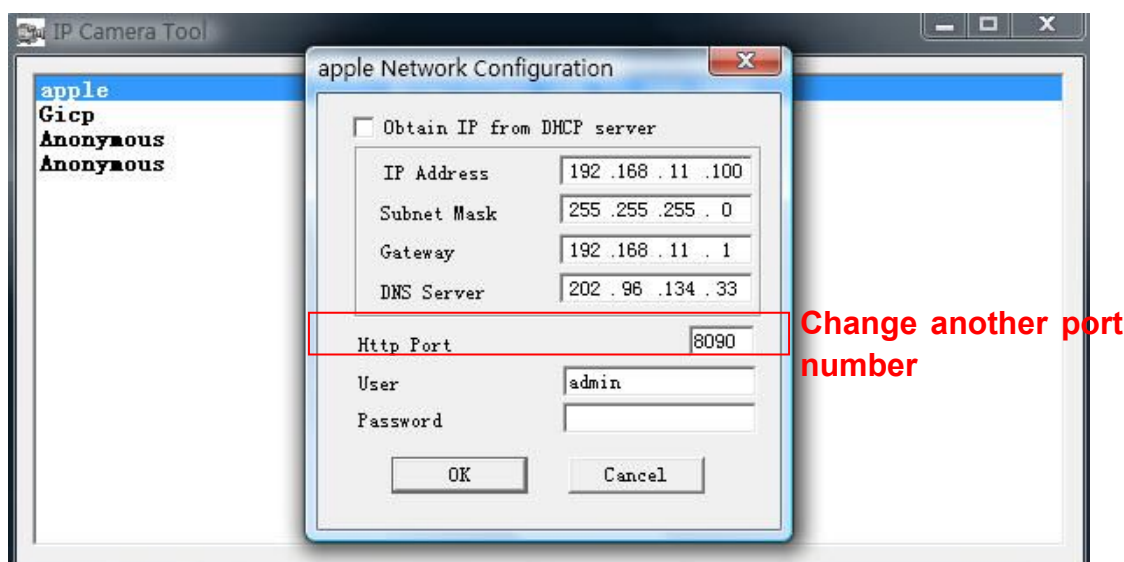 IP Camera Tool
apple Network Configuration
apple
Gicp
Anonymous
Anonymous
Obtain IP from DHCP server
IP Address 192 .168 . 11 .100
Subnet Mask 255 .255 .255 . 0
Gateway 192 .168 . 11 . 1
DNS Server 202 . 96 .134 . 33
Http Port 8090
Change another port
number
User admin
Password
OK Cancel